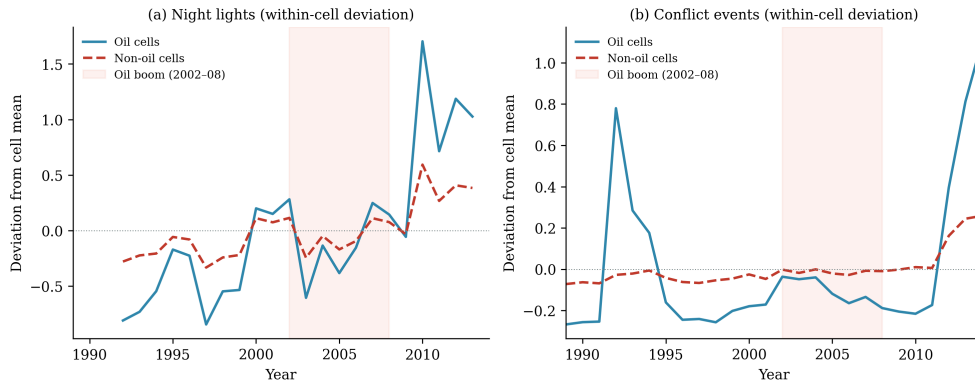 (a) Night lights (within-cell deviation)
Oil cells
Non-oil cells
Oil boom (2002–08)
Deviation from cell mean
1.5
1.0
0.5
0.0
−0.5
1990
1995
2000
2005
2010
Year
(b) Conflict events (within-cell deviation)
Oil cells
Non-oil cells
Oil boom (2002–08)
Deviation from cell mean
1.0
0.8
0.6
0.4
0.2
0.0
−0.2
1990
1995
2000
2005
2010
Year